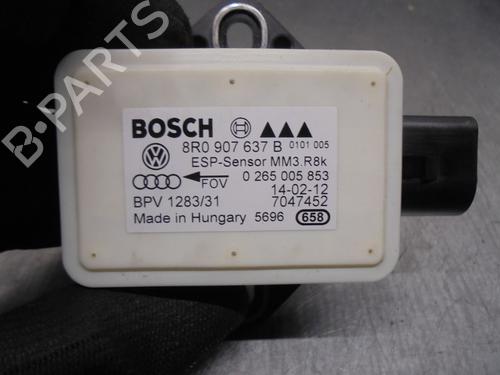 BOSCH
8R0 907 637 B 0101 005
ESP-Sensor MM3.R8k
FOV 0 265 005 853
14-02-12
BPV 1283/31 7047452
Made in Hungary 5696 658